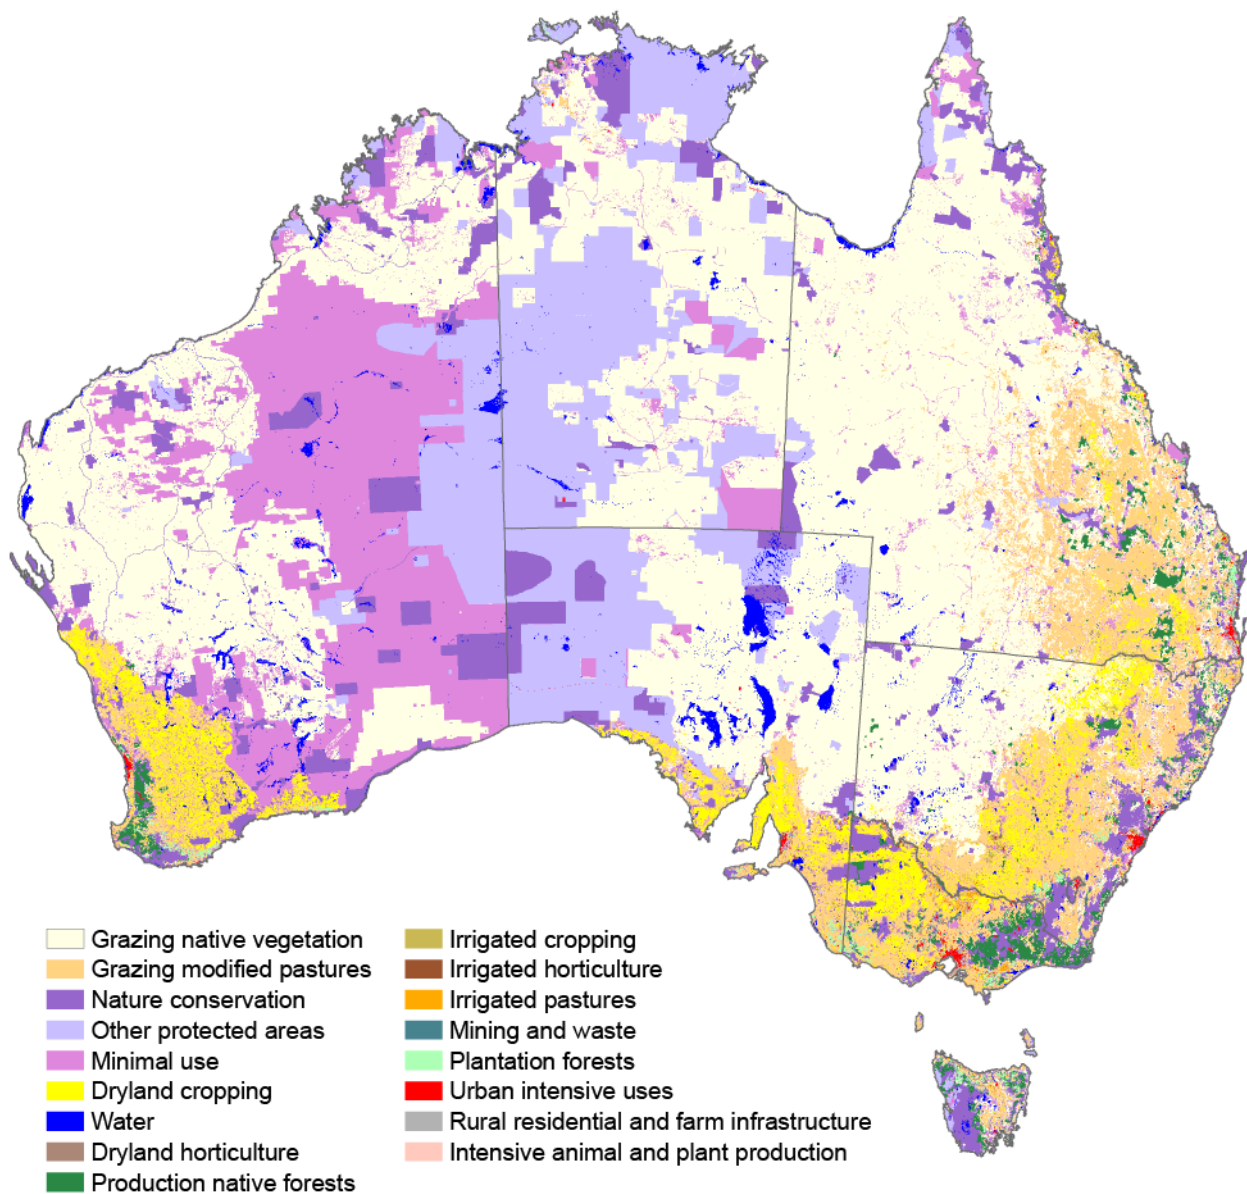 Grazing native vegetation
Grazing modified pastures
Nature conservation
Other protected areas
Minimal use
Dryland cropping
Water
Dryland horticulture
Production native forests
Irrigated cropping
Irrigated horticulture
Irrigated pastures
Mining and waste
Plantation forests
Urban intensive uses
Rural residential and farm infrastructure
Intensive animal and plant production